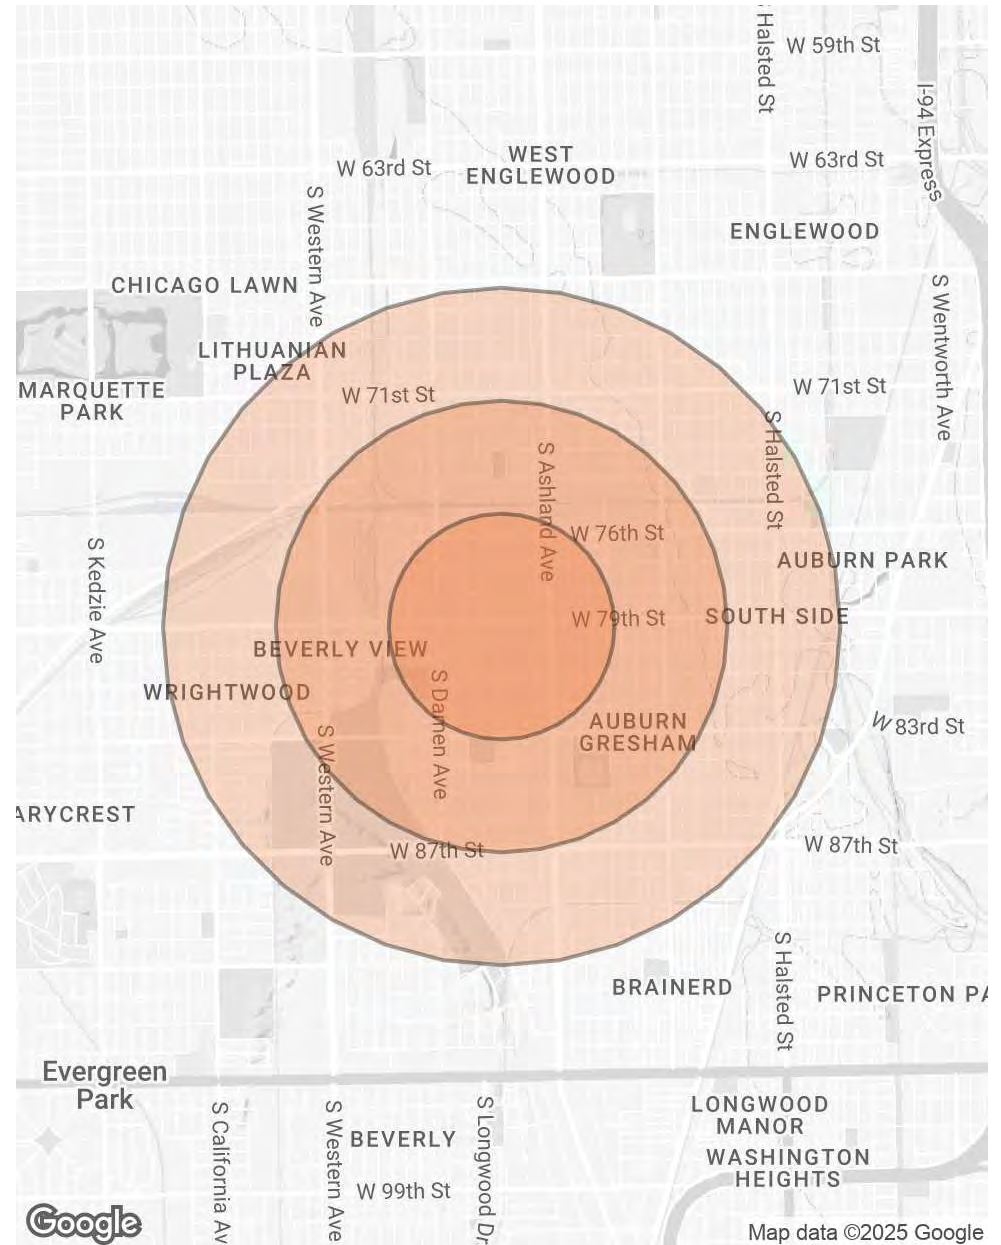 S Halsted St
W 59th St
I-94 Express
WEST
ENGLEWOOD
W 63rd St
W 63rd St
S Western Ave
ENGLEWOOD
CHICAGO LAWN
S Wentworth Ave
LITHUANIAN
PLAZA
MARQUETTE
PARK
W 71st St
W 71st St
S Halsted St
S Ashland Ave
W 76th St
S Kedzie Ave
AUBURN PARK
W 79th St
SOUTH SIDE
BEVERLY VIEW
WRIGHTWOOD
S Damen Ave
AUBURN
GRESHAM
W 83rd St
S Western Ave
ARYCREST
W 87th St
W 87th St
S Halsted St
BRAINERD
PRINCETON PA
Evergreen
Park
S California Av
S Western Ave
S Longwood Dr
LONGWOOD
MANOR
BEVERLY
WASHINGTON
HEIGHTS
W 99th St
Google
Map data ©2025 Google